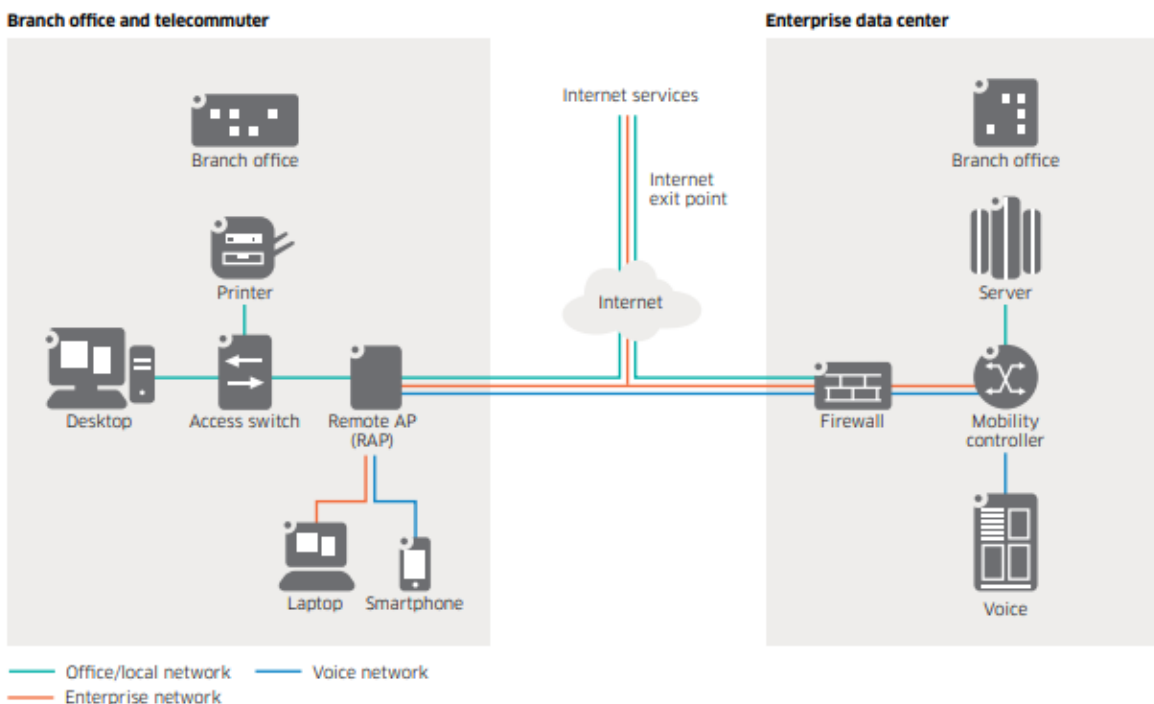 Branch office and telecommuter
Enterprise data center
Internet services
Branch office
Branch office
Internet
exit point
Printer
Internet
Server
Desktop
Access switch
Remote AP
(RAP)
Firewall
Mobility
controller
Laptop
Smartphone
Voice
Office/local network
Voice network
Enterprise network